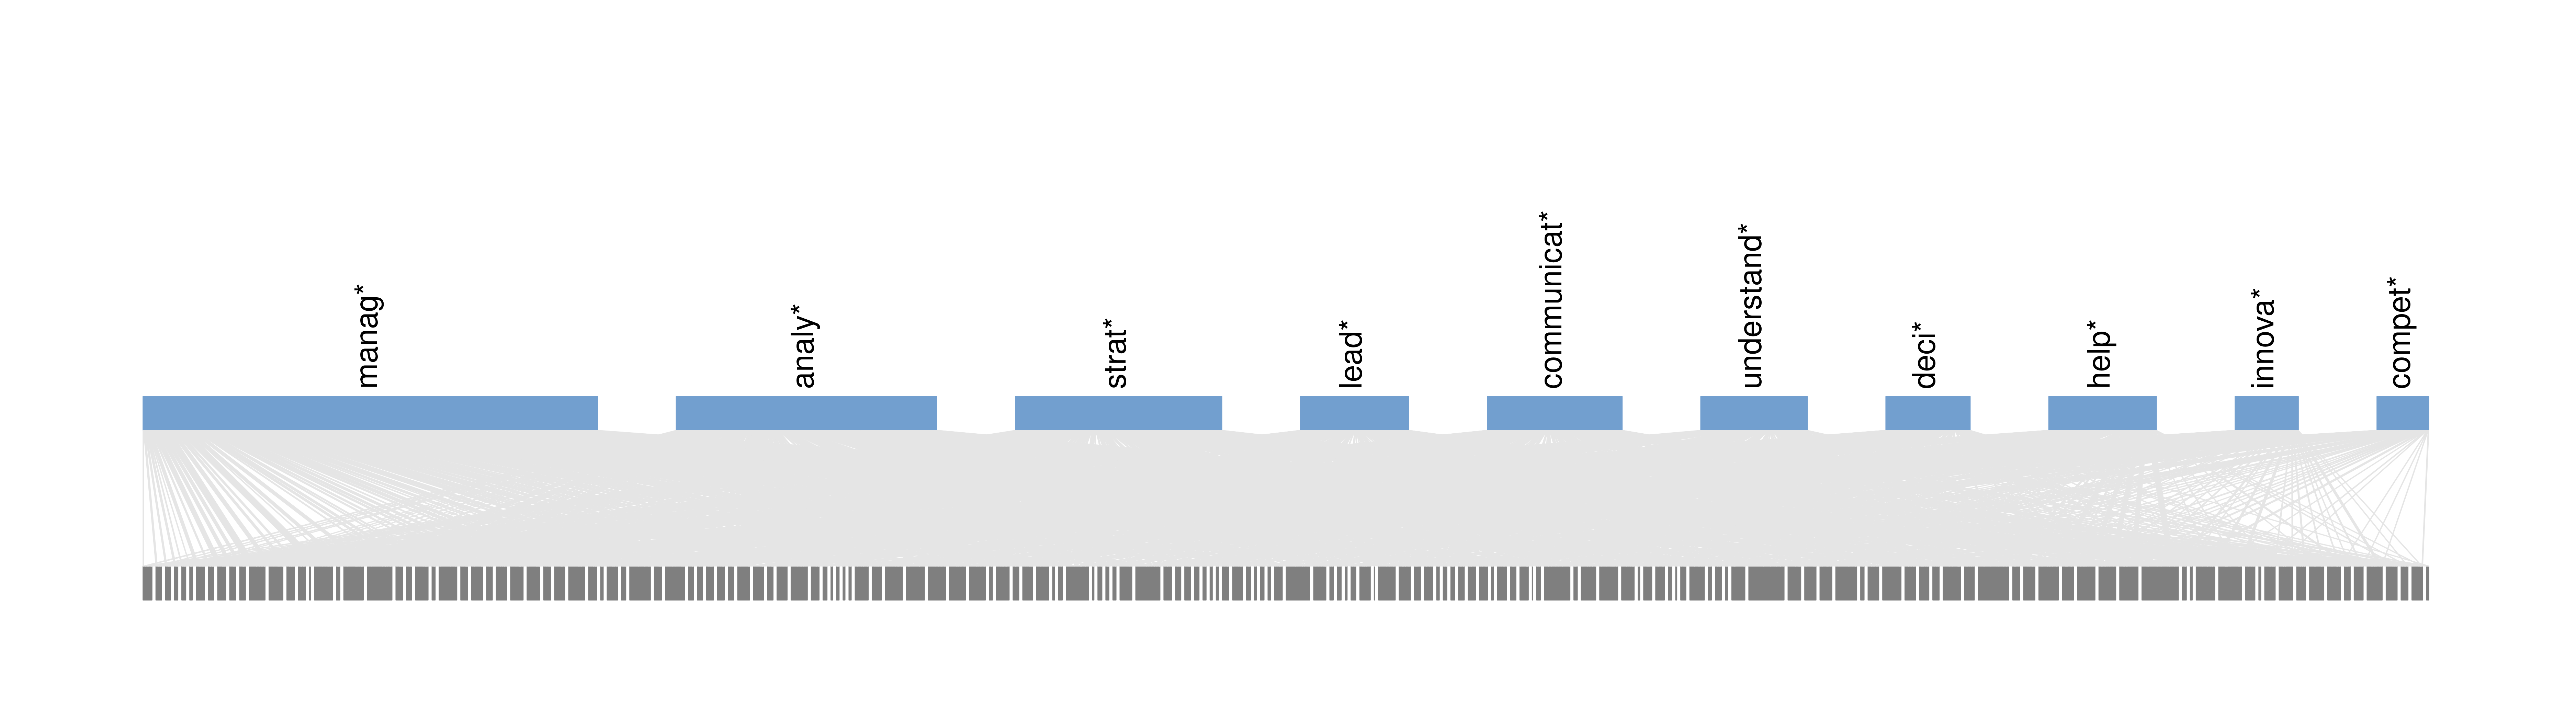 manag*
analy*
strat*
lead*
communicat*
understand*
deci*
help*
innova*
compet*